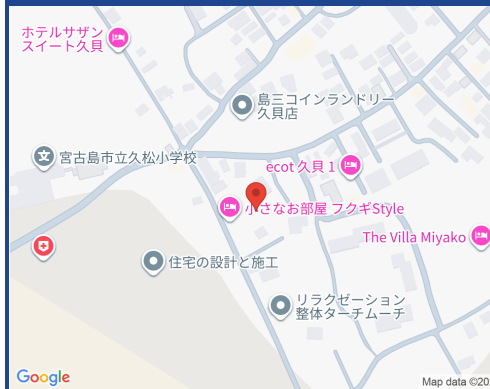 ホテルサザン
スイート久貝
島三コインランドリー
久貝店
宮古島市立久松小学校
ecot 久貝 1
小さなお部屋 フクギStyle
The Villa Miyako
住宅の設計と施工
リラクゼーション
整体ターチムーチ
Google
Map data ©20